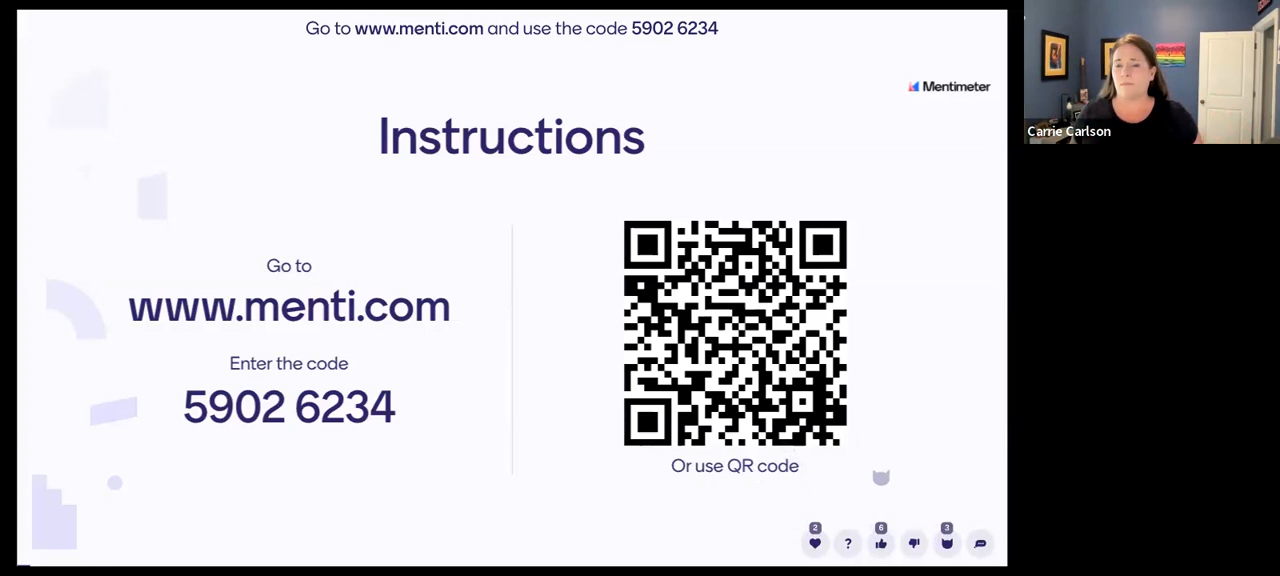 Go to www.menti.com and use the code 5902 6234
Mentimeter
Instructions
Go to
www.menti.com
Enter the code
5902 6234
Or use QR code
2
?
6
3
Carrie Carlson